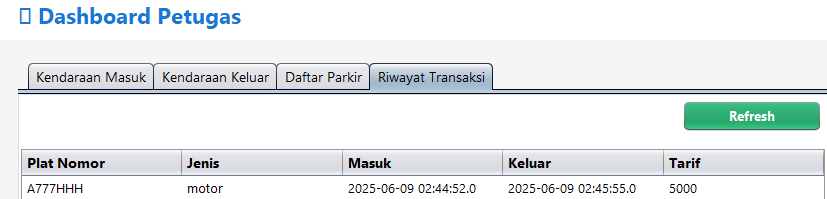 Dashboard Petugas
Kendaraan Masuk Kendaraan Keluar Daftar Parkir Riwayat Transaksi
Refresh
Plat Nomor Jenis Masuk Keluar Tarif
A777HHH motor 2025-06-09 02:44:52.0 2025-06-09 02:45:55.0 5000